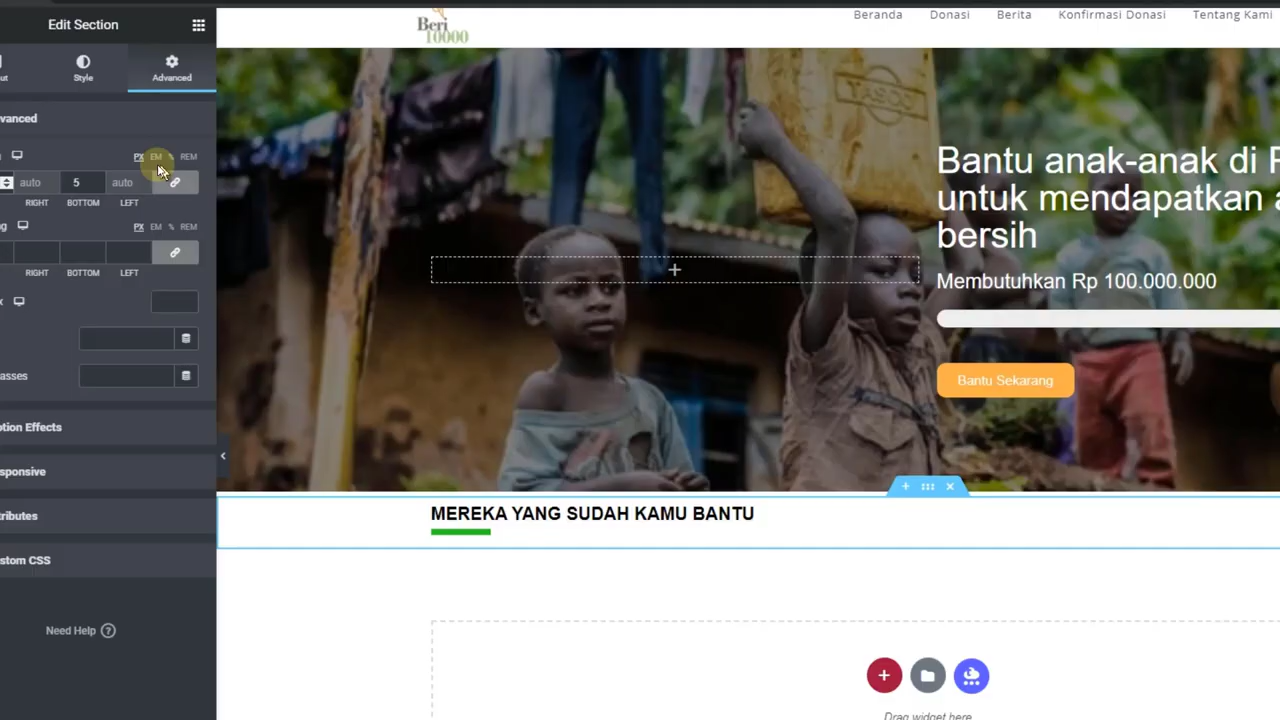 Edit Section
ut
Style
Advanced
vanced
PX EM % REM
auto 5 auto
RIGHT BOTTOM LEFT
g
PX EM % REM
RIGHT BOTTOM LEFT
x
asses
otion Effects
sponsive
tributes
stom CSS
Need Help ?
Beri
10000
Beranda Donasi Berita Konfirmasi Donasi Tentang Kami
TASCO
Bantu anak-anak di
untuk mendapatkan a
bersih
Membutuhkan Rp 100.000.000
Bantu Sekarang
MEREKA YANG SUDAH KAMU BANTU
Drag widget here